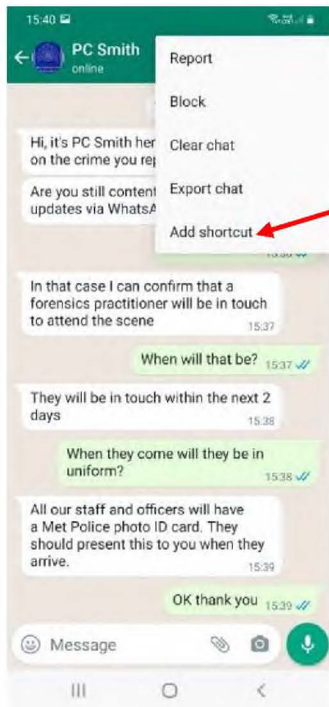 15:40
PC Smith
online
Report
Block
Clear chat
Export chat
Add shortcut
Hi, it's PC Smith
on the crime you
Are you still content
updates via
In that case I can confirm that a
forensics practitioner will be in touch
to attend the scene
15:37
When will that be? 15:37
They will be in touch within the next 2
days
15:38
When they come will they be in
uniform?
15:38
All our staff and officers will have
a Met Police photo ID card. They
should present this to you when they
arrive.
15:39
OK thank you 15:39
Message